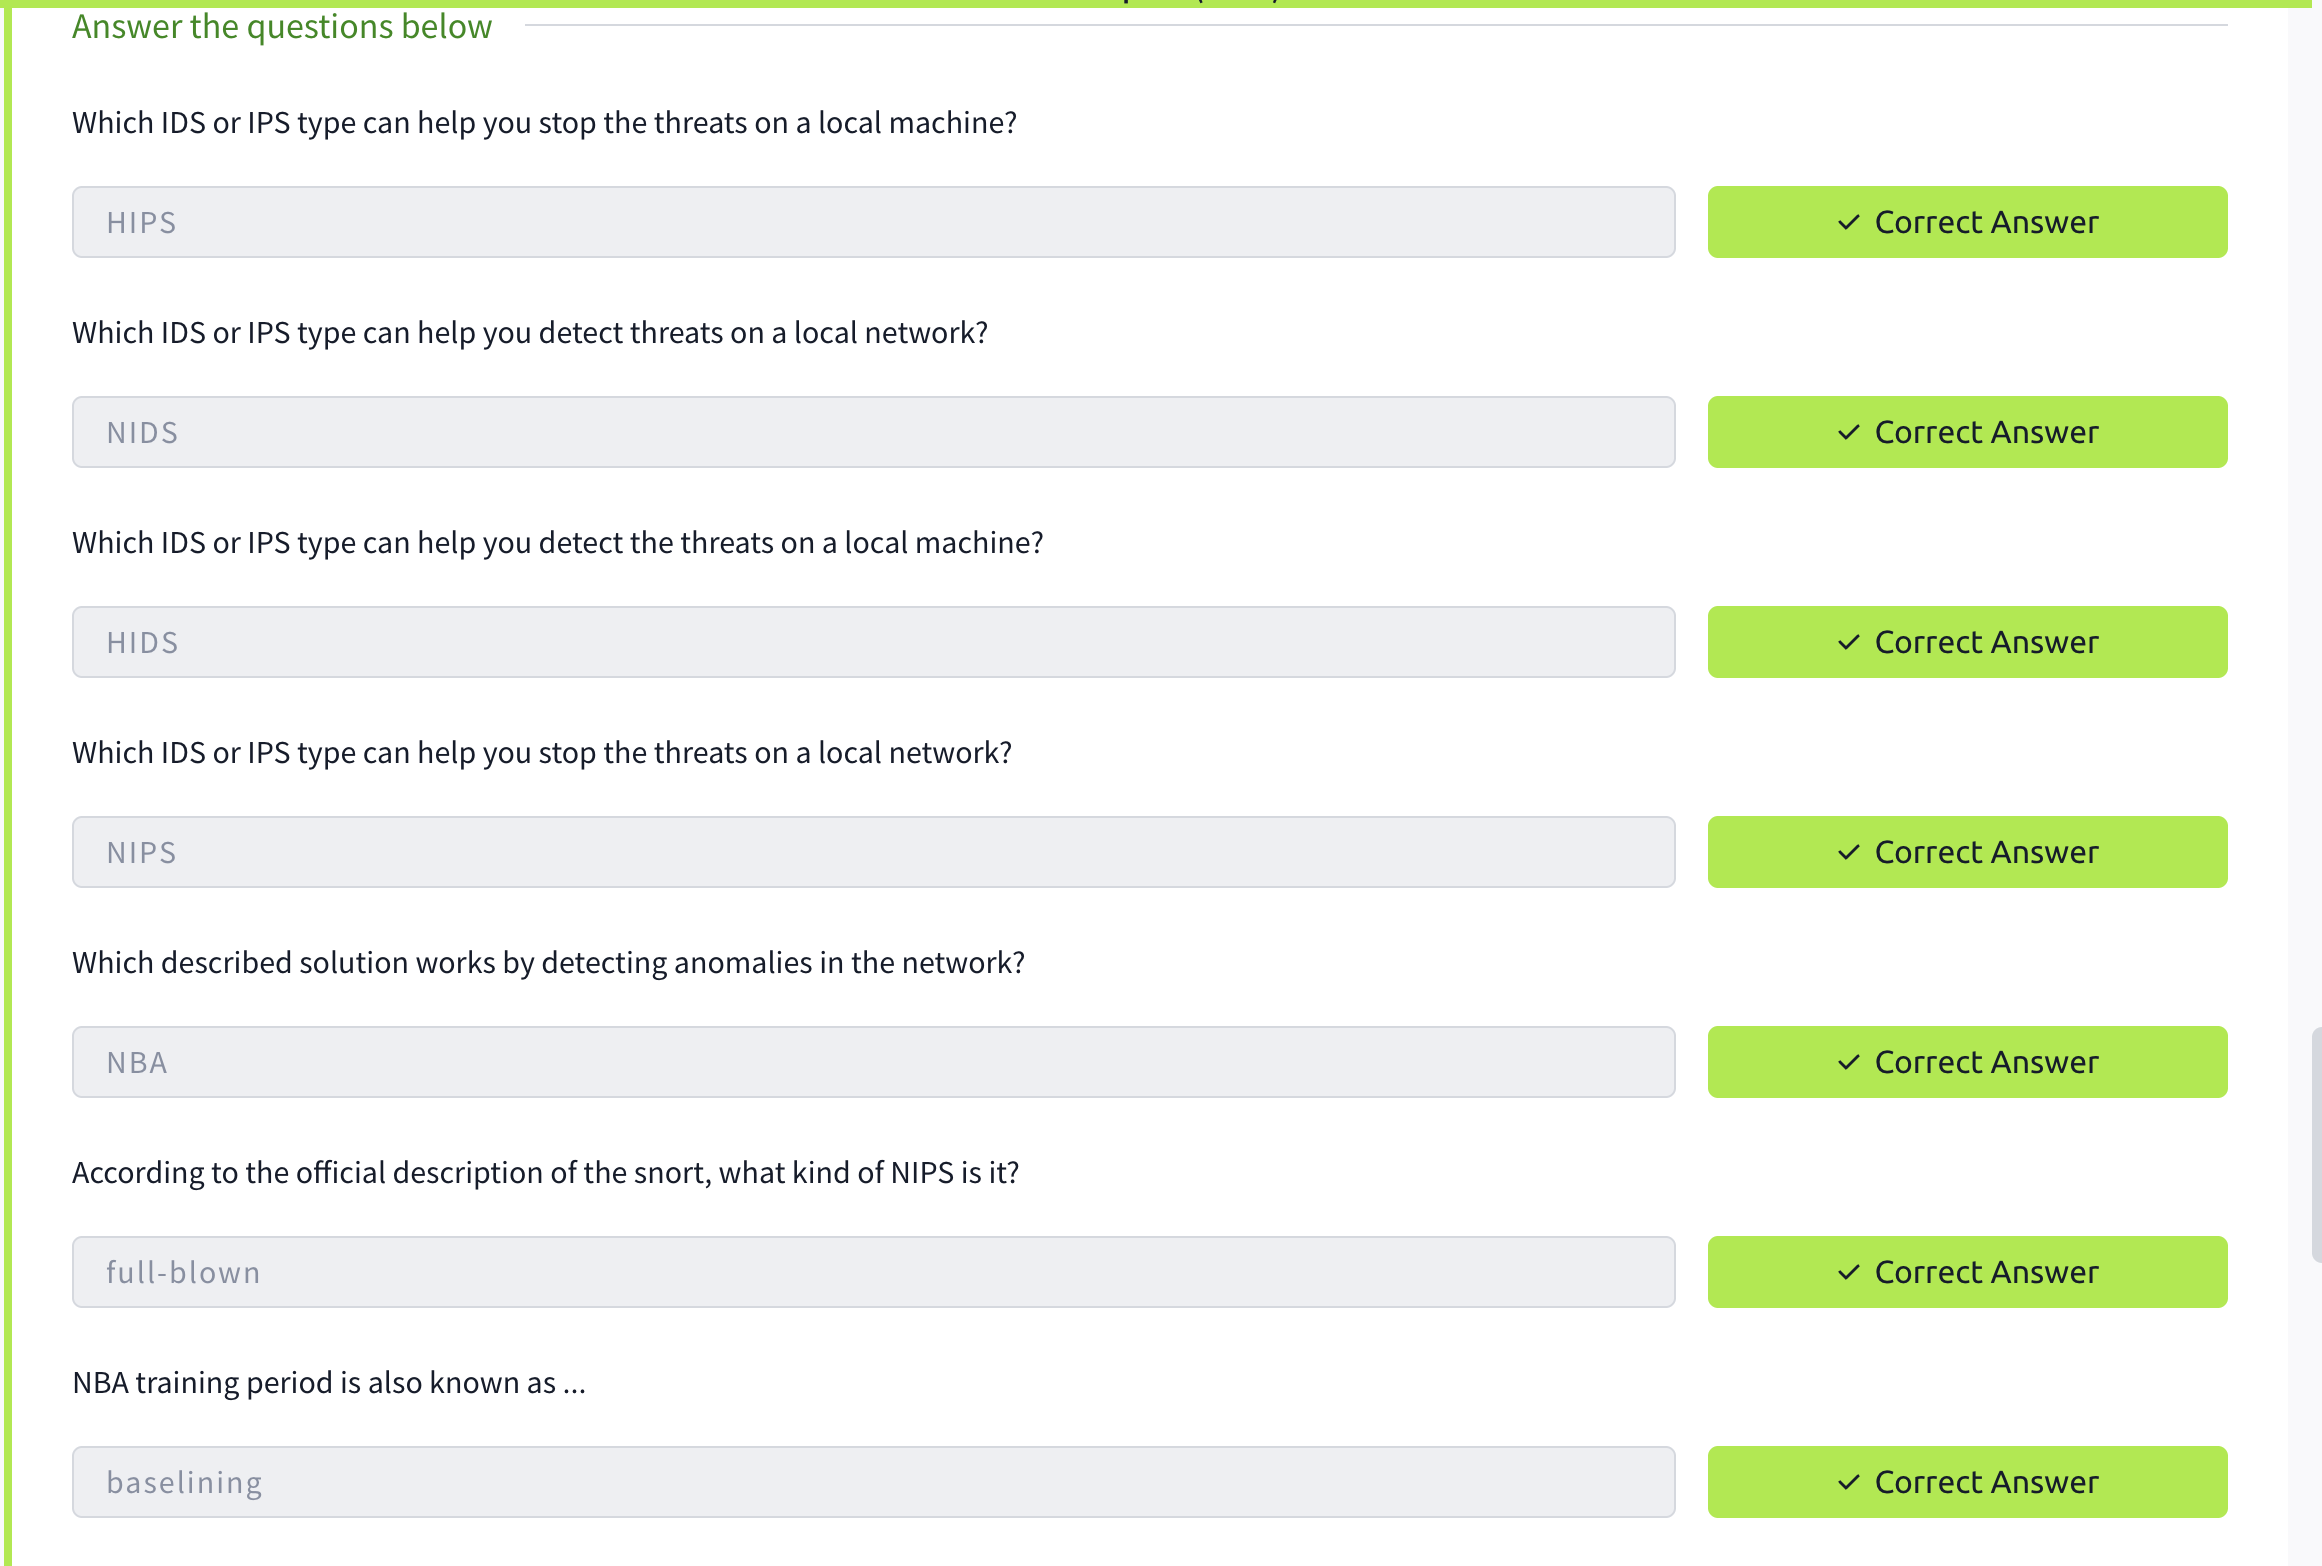 Answer the questions below
Which IDS or IPS type can help you stop the threats on a local machine?
HIPS
✓ Correct Answer
Which IDS or IPS type can help you detect threats on a local network?
NIDS
✓ Correct Answer
Which IDS or IPS type can help you detect the threats on a local machine?
HIDS
✓ Correct Answer
Which IDS or IPS type can help you stop the threats on a local network?
NIPS
✓ Correct Answer
Which described solution works by detecting anomalies in the network?
NBA
✓ Correct Answer
According to the official description of the snort, what kind of NIPS is it?
full-blown
✓ Correct Answer
NBA training period is also known as ...
baselining
✓ Correct Answer